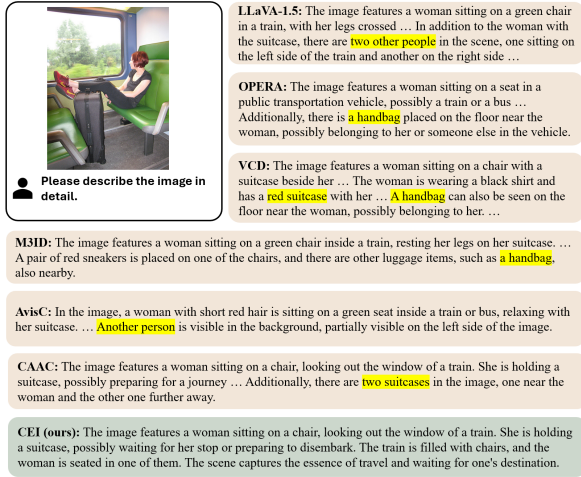 Please describe the image in
detail.
LLaVA-1.5: The image features a woman sitting on a green chair
in a train, with her legs crossed … In addition to the woman with
the suitcase, there are two other people in the scene, one sitting on
the left side of the train and another on the right side …
OPERA: The image features a woman sitting on a seat in a
public transportation vehicle, possibly a train or a bus …
Additionally, there is a handbag placed on the floor near the
woman, possibly belonging to her or someone else in the vehicle.
VCD: The image features a woman sitting on a chair with a
suitcase beside her … The woman is wearing a black shirt and
has a red suitcase with her … A handbag can also be seen on the
floor near the woman, possibly belonging to her. …
M3ID: The image features a woman sitting on a green chair inside a train, resting her legs on her suitcase. …
A pair of red sneakers is placed on one of the chairs, and there are other luggage items, such as a handbag,
also nearby.
AvisC: In the image, a woman with short red hair is sitting on a green seat inside a train or bus, relaxing with
her suitcase. … Another person is visible in the background, partially visible on the left side of the image.
CAAC: The image features a woman sitting on a chair, looking out the window of a train. She is holding a
suitcase, possibly preparing for a journey … Additionally, there are two suitcases in the image, one near the
woman and the other one further away.
CEI (ours): The image features a woman sitting on a chair, looking out the window of a train. She is holding
a suitcase, possibly waiting for her stop or preparing to disembark. The train is filled with chairs, and the
woman is seated in one of them. The scene captures the essence of travel and waiting for one's destination.